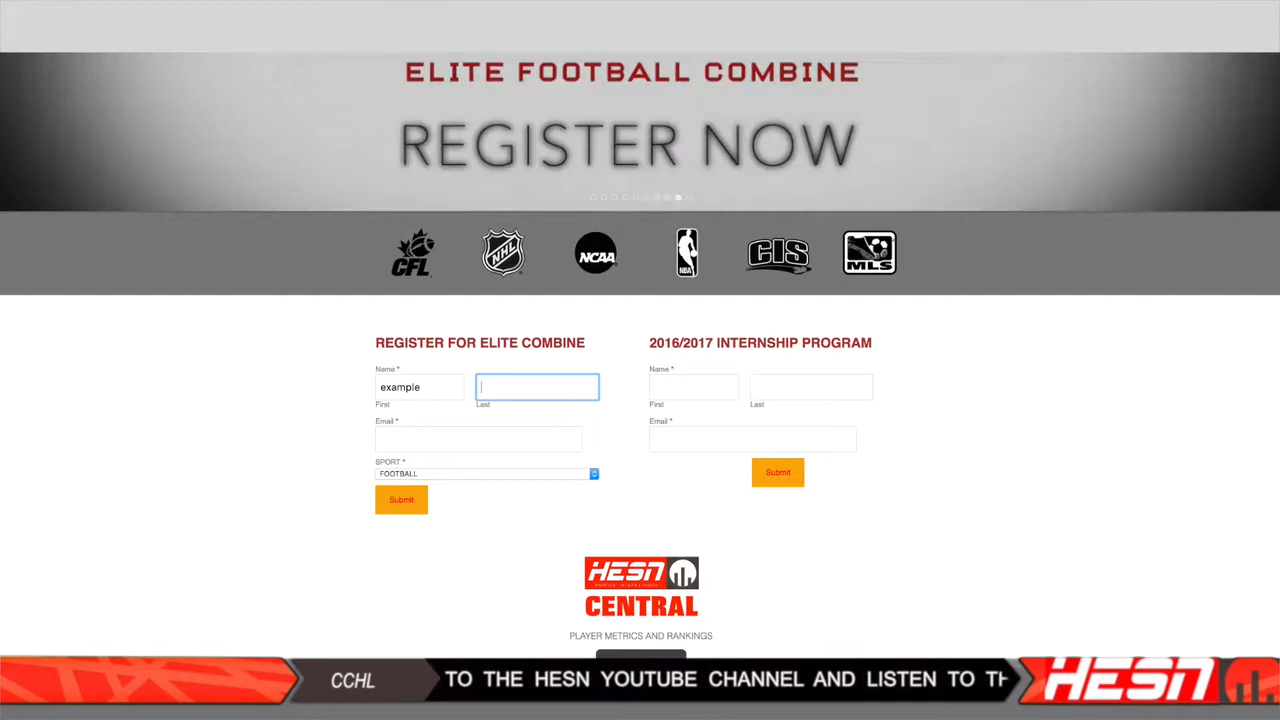 ELITE FOOTBALL COMBINE
REGISTER NOW
CFL NHL NCAA NBA CIS MLS
REGISTER FOR ELITE COMBINE
Name *
example
First Last
Email *
SPORT *
FOOTBALL
Submit
2016/2017 INTERNSHIP PROGRAM
Name *
First Last
Email *
Submit
HESN
CENTRAL
PLAYER METRICS AND RANKINGS
CCHL TO THE HESN YOUTUBE CHANNEL AND LISTEN TO TH HESN